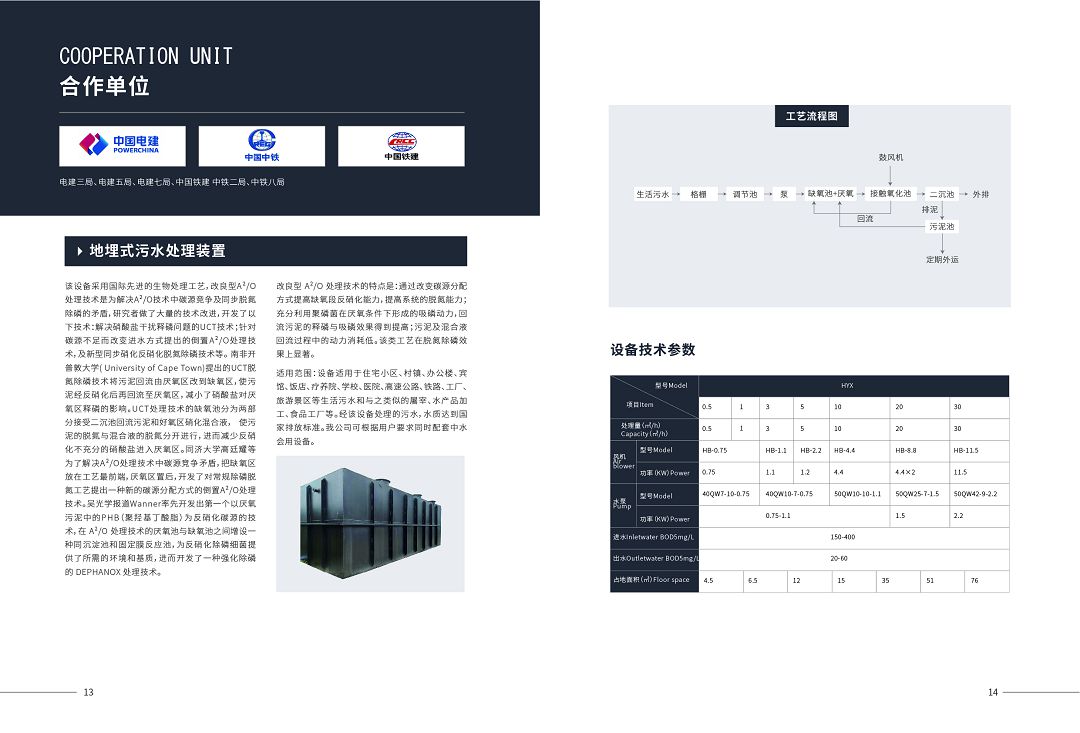 COOPERATION UNIT
合作单位
中国电建
POWERCHINA
CREC
中国中铁
CRCC
中国铁建
电建三局、电建五局、电建七局、中国铁建 中铁二局、中铁八局
地埋式污水处理装置
该设备采用国际先进的生物处理工艺，改良型A²/O
处理技术是为解决A²/O技术中碳源竞争及同步脱氮
除磷的矛盾，研究者做了大量的技术改进，开发了以
下技术：解决硝酸盐干扰释磷问题的UCT技术；针对
碳源不足而改变进水方式提出的倒置A²/O处理技
术，及新型同步硝化反硝化脱氮除磷技术等。 南非开
普敦大学( University of Cape Town)提出的UCT脱
氮除磷技术将污泥回流由厌氧区改到缺氧区，使污
泥经反硝化后再回流至厌氧区，减小了硝酸盐对厌
氧区释磷的影响。UCT处理技术的缺氧池分为两部
分接受二沉池回流污泥和好氧区硝化混合液， 使污
泥的脱氮与混合液的脱氮分开进行，进而减少反硝
化不充分的硝酸盐进入厌氧区。同济大学高廷耀等
为了解决A²/O处理技术中碳源竞争矛盾，把缺氧区
放在工艺最前端，厌氧区置后，开发了对常规除磷脱
氮工艺提出一种新的碳源分配方式的倒置A²/O处理
技术。吴光学报道Wanner率先开发出第一个以厌氧
污泥中的PHB（聚羟基丁酸脂）为反硝化碳源的技
术，在 A²/O 处理技术的厌氧池与缺氧池之间增设一
种同沉淀池和固定膜反应池，为反硝化除磷细菌提
供了所需的环境和基质，进而开发了一种强化除磷
的 DEPHANOX 处理技术。
改良型 A²/O 处理技术的特点是：通过改变碳源分配
方式提高缺氧段反硝化能力，提高系统的脱氮能力；
充分利用聚磷菌在厌氧条件下形成的吸磷动力，回
流污泥的释磷与吸磷效果得到提高；污泥及混合液
回流过程中的动力消耗低。该类工艺在脱氮除磷效
果上显著。
适用范围：设备适用于住宅小区、村镇、办公楼、宾
馆、饭店、疗养院、学校、医院、高速公路、铁路、工厂、
旅游景区等生活污水和与之类似的屠宰、水产品加
工、食品工厂等。经该设备处理的污水，水质达到国
家排放标准。我公司可根据用户要求同时配套中水
会用设备。
13
工艺流程图
鼓风机
生活污水 格栅 调节池 泵 缺氧池+厌氧 接触氧化池 二沉池 外排
回流
排泥
污泥池
定期外运
设备技术参数
型号Model HYX
项目Item 0.5 1 3 5 10 20 30
处理量（㎡/h）
Capacity（㎡/h） 0.5 1 3 5 10 20 30
风机
Air
blower
型号Model HB-0.75 HB-1.1 HB-2.2 HB-4.4 HB-8.8 HB-11.5
功率（KW）Power 0.75 1.1 1.2 4.4 4.4×2 11.5
水泵
Pump
型号Model 40QW7-10-0.75 40QW10-7-0.75 50QW10-10-1.1 50QW25-7-1.5 50QW42-9-2.2
功率（KW）Power 0.75-1.1 1.5 2.2
进水Inletwater BOD5mg/L 150-400
出水Outletwater BOD5mg/L 20-60
占地面积（㎡）Floor space 4.5 6.5 12 15 35 51 76
14